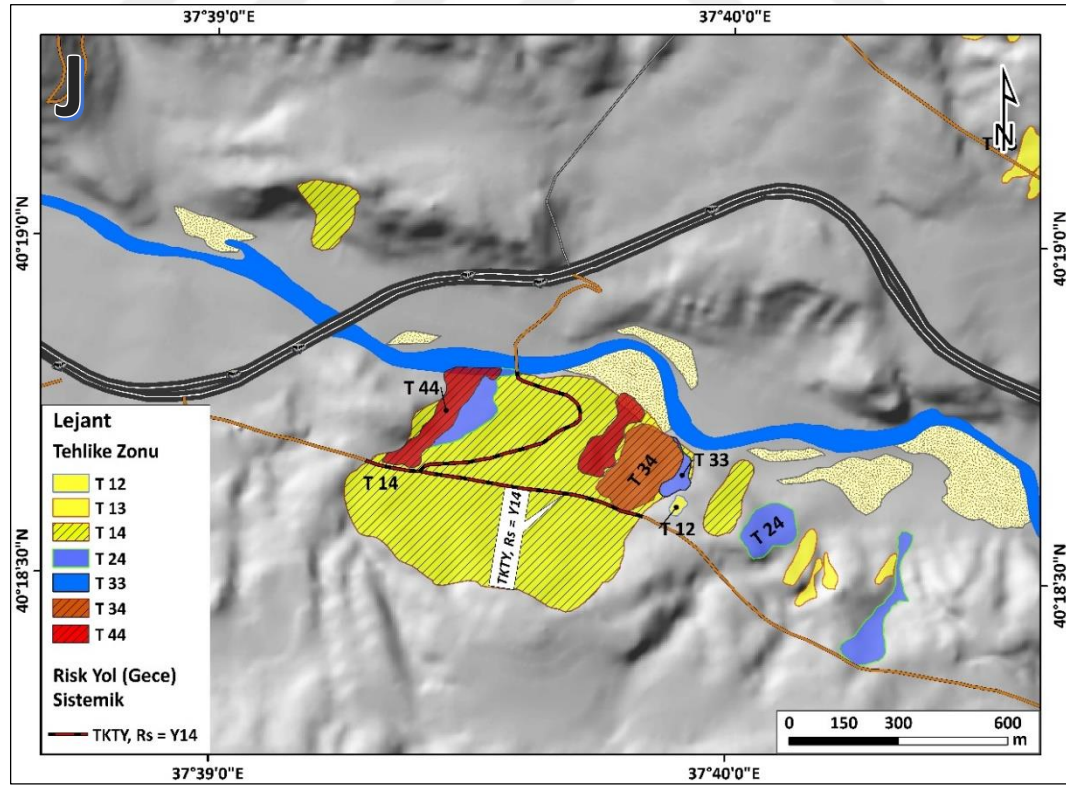 37°39'0"E
37°40'0"E
J
N
T
40°19'0"N
40°19'0"N
T 44
T 14
T 34
T 33
T 12
T 24
TKTY, Rs = Y14
40°18'30"N
40°18'30"N
Lejant
Tehlike Zonu
T 12
T 13
T 14
T 24
T 33
T 34
T 44
Risk Yol (Gece)
Sistemik
TKTY, Rs = Y14
0 150 300 600
m
37°39'0"E
37°40'0"E